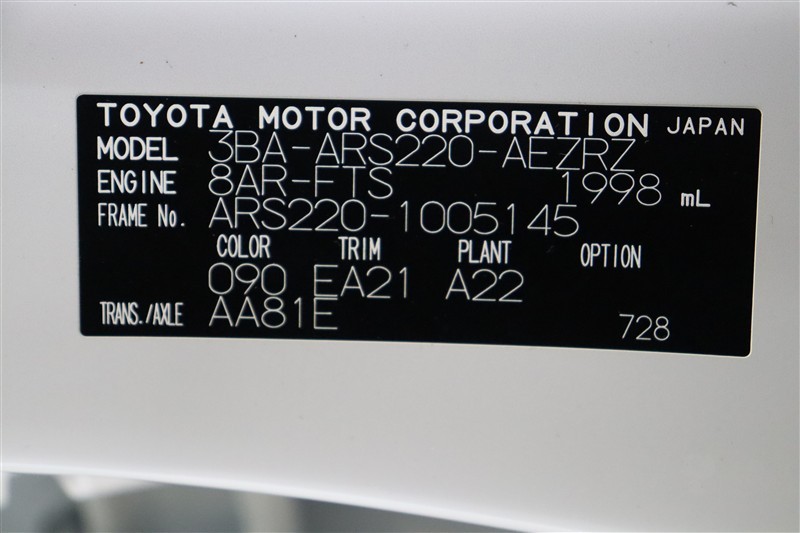 TOYOTA MOTOR CORPORATION JAPAN
MODEL 3BA-ARS220-AEZRZ
ENGINE 8AR-FTS 1998 mL
FRAME No. ARS220-1005145
COLOR TRIM PLANT OPTION
090 EA21 A22
TRANS./AXLE AA81E 728